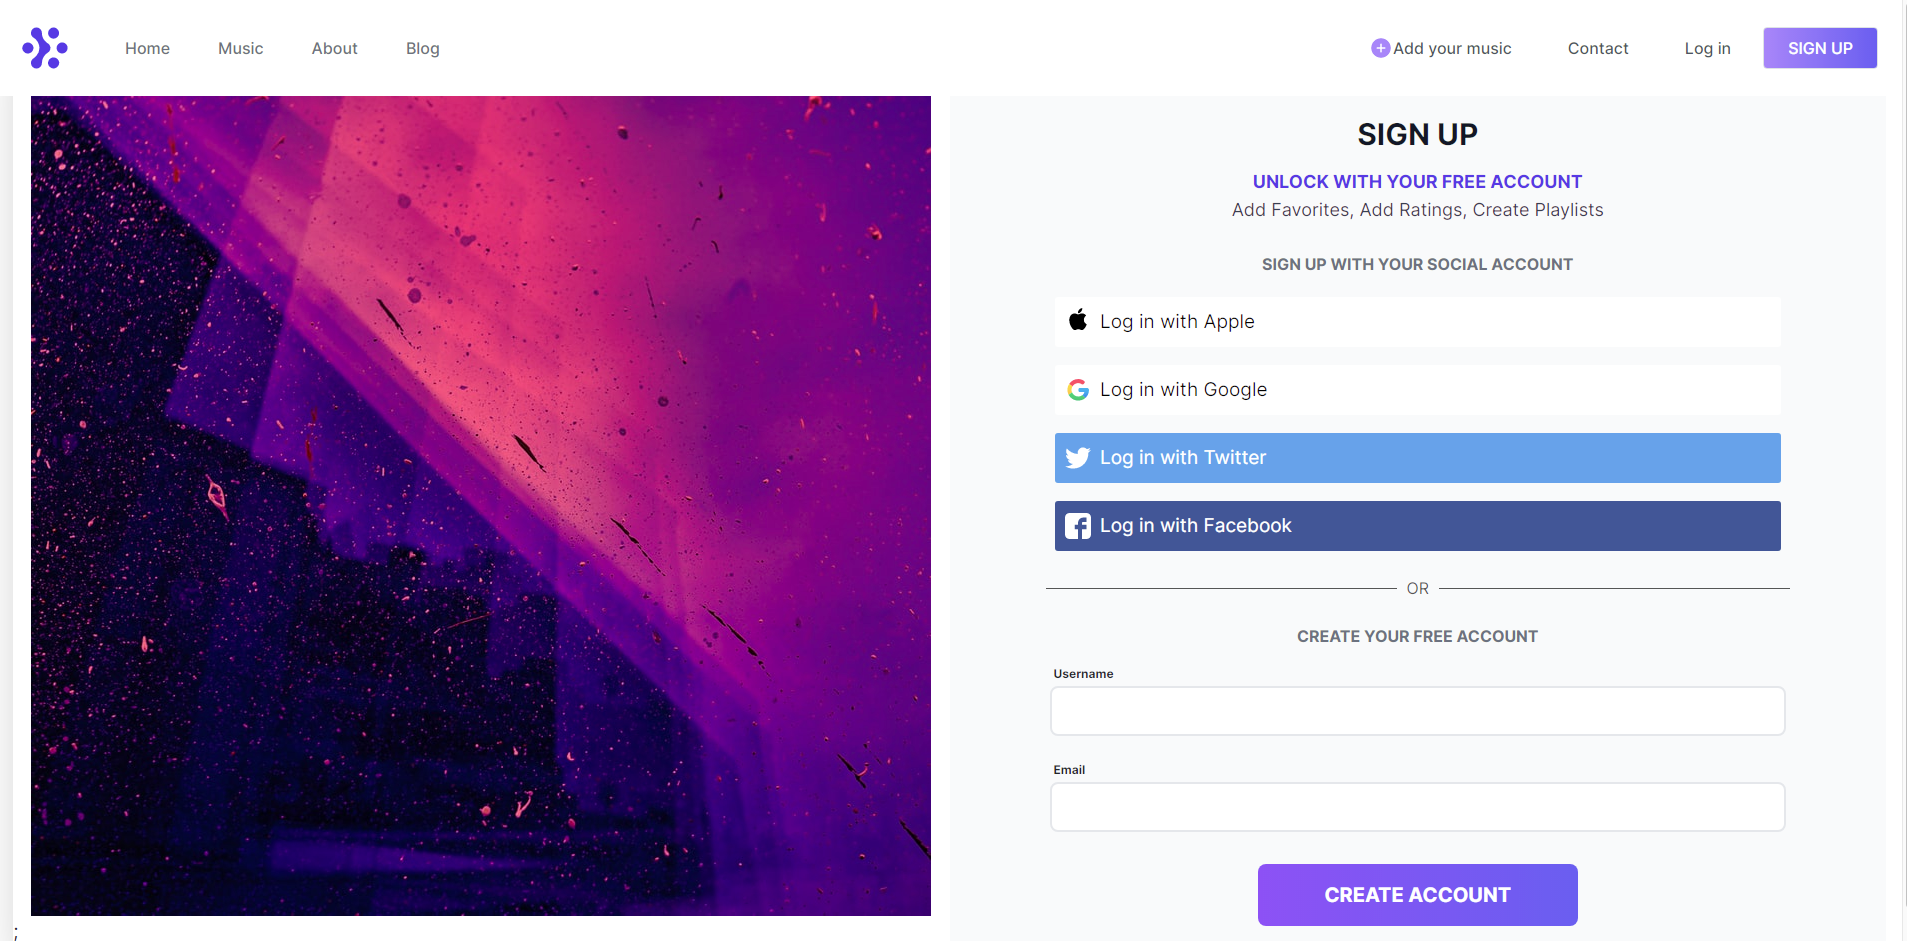 Home Music About Blog Add your music Contact Log in SIGN UP
SIGN UP
UNLOCK WITH YOUR FREE ACCOUNT
Add Favorites, Add Ratings, Create Playlists
SIGN UP WITH YOUR SOCIAL ACCOUNT
Log in with Apple
Log in with Google
Log in with Twitter
Log in with Facebook
OR
CREATE YOUR FREE ACCOUNT
Username
Email
CREATE ACCOUNT
;